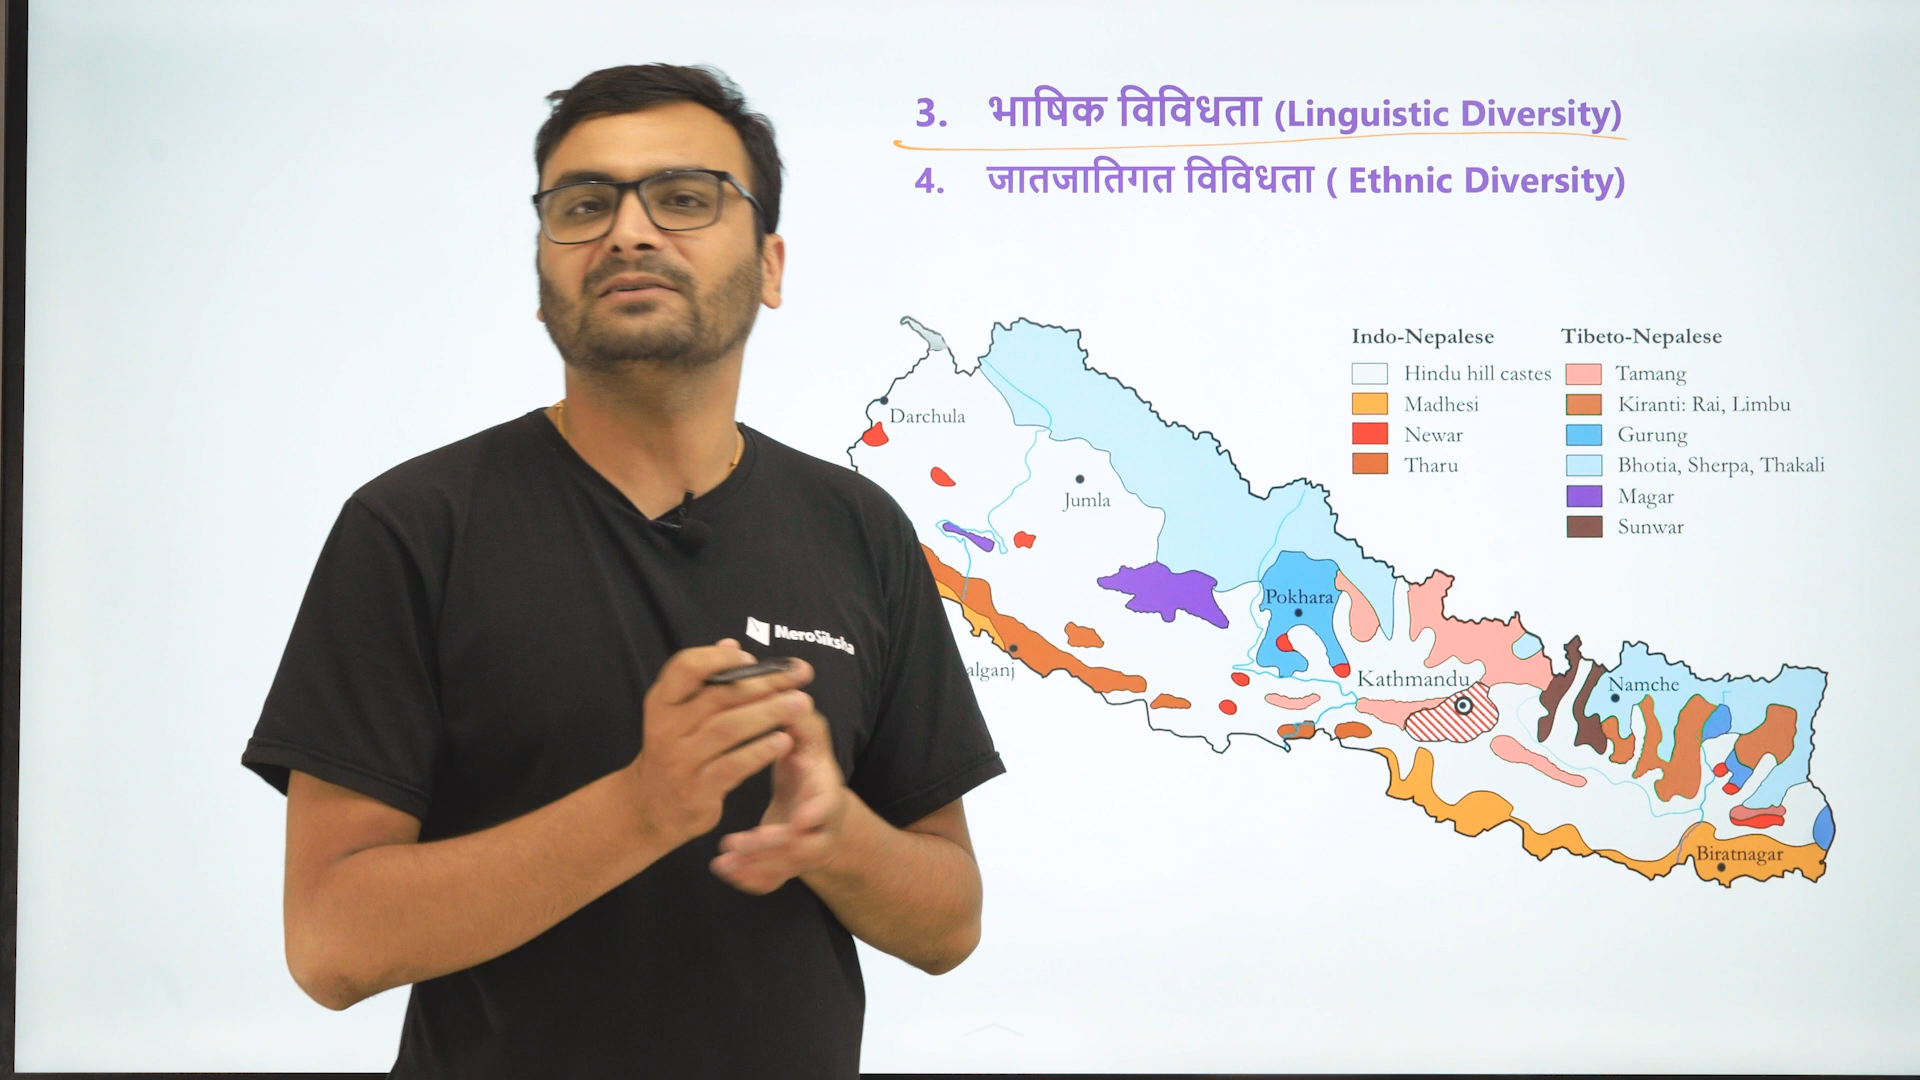 3. भाषिक विविधता (Linguistic Diversity)
4. जातजातिगत विविधता ( Ethnic Diversity)
Indo-Nepalese
Hindu hill castes
Madhesi
Newar
Tharu
Tibeto-Nepalese
Tamang
Kiranti: Rai, Limbu
Gurung
Bhotia, Sherpa, Thakali
Magar
Sunwar
Darchula
Jumla
Pokhara
alganj
Kathmandu
Namche
Biratnagar
MeroSiksha